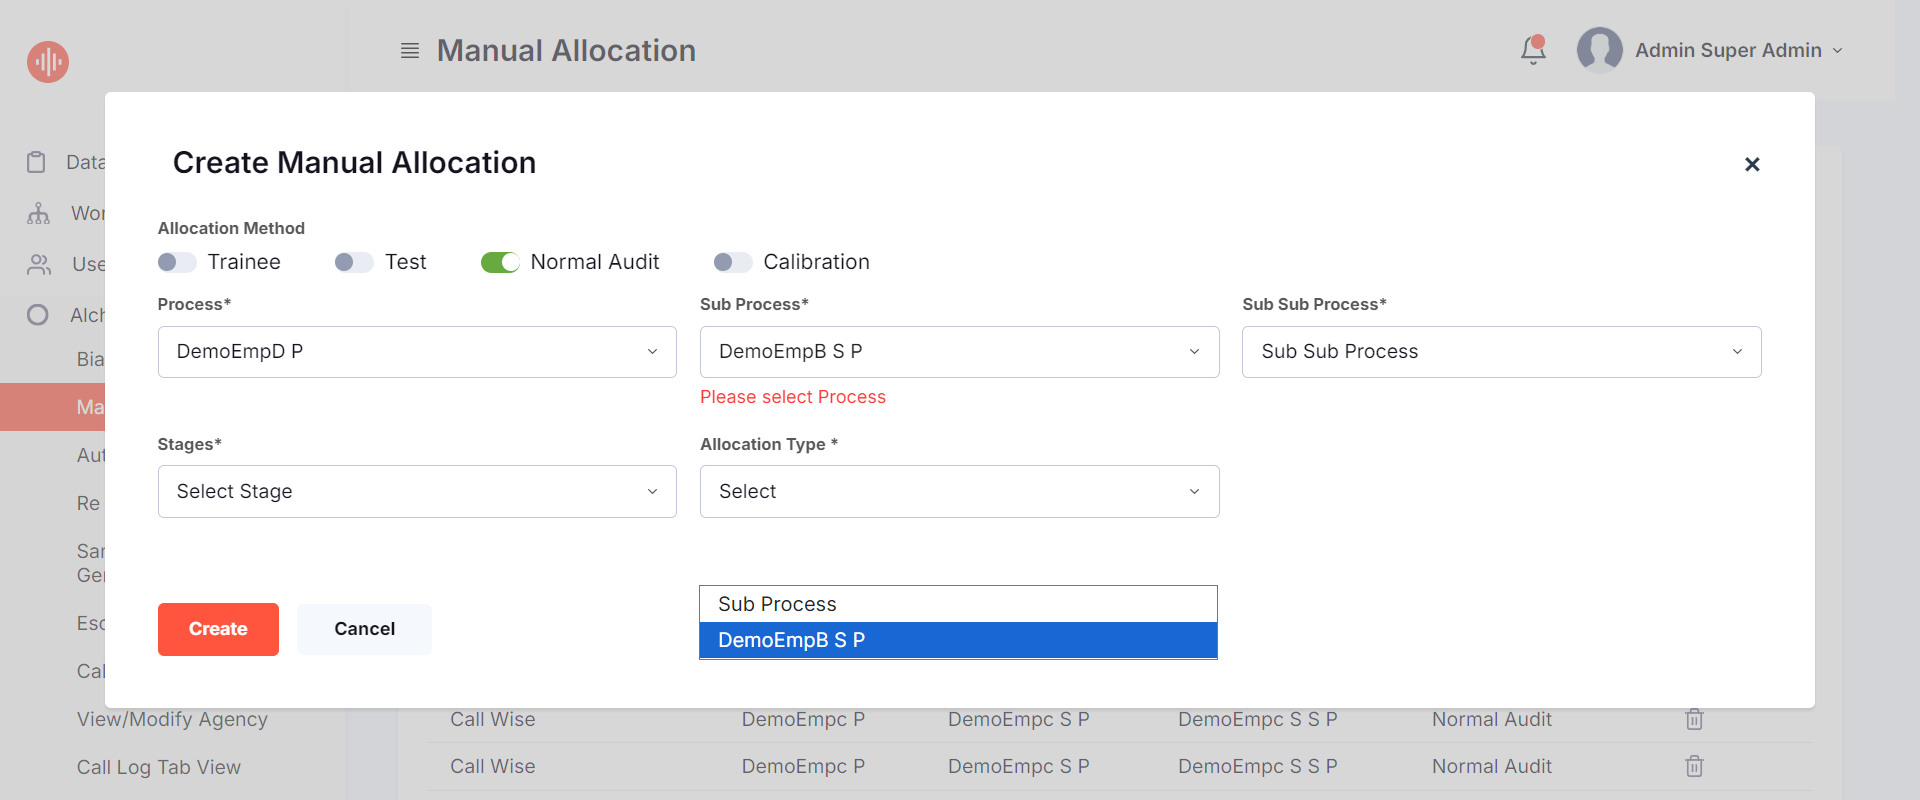 Manual Allocation
Admin Super Admin
Data
Create Manual Allocation
Wor
Allocation Method
Trainee Test Normal Audit Calibration
Use
Process* Sub Process* Sub Sub Process*
Alch
DemoEmpD P DemoEmpB S P Sub Sub Process
Bia
Please select Process
Ma
Stages* Allocation Type *
Aut
Select Stage Select
Re
Sar
Ger
Sub Process
Create Cancel
Esc
DemoEmpB S P
Cal
View/Modify Agency
Call Wise DemoEmpc P DemoEmpc S P DemoEmpc S S P Normal Audit
Call Log Tab View
Call Wise DemoEmpc P DemoEmpc S P DemoEmpc S S P Normal Audit